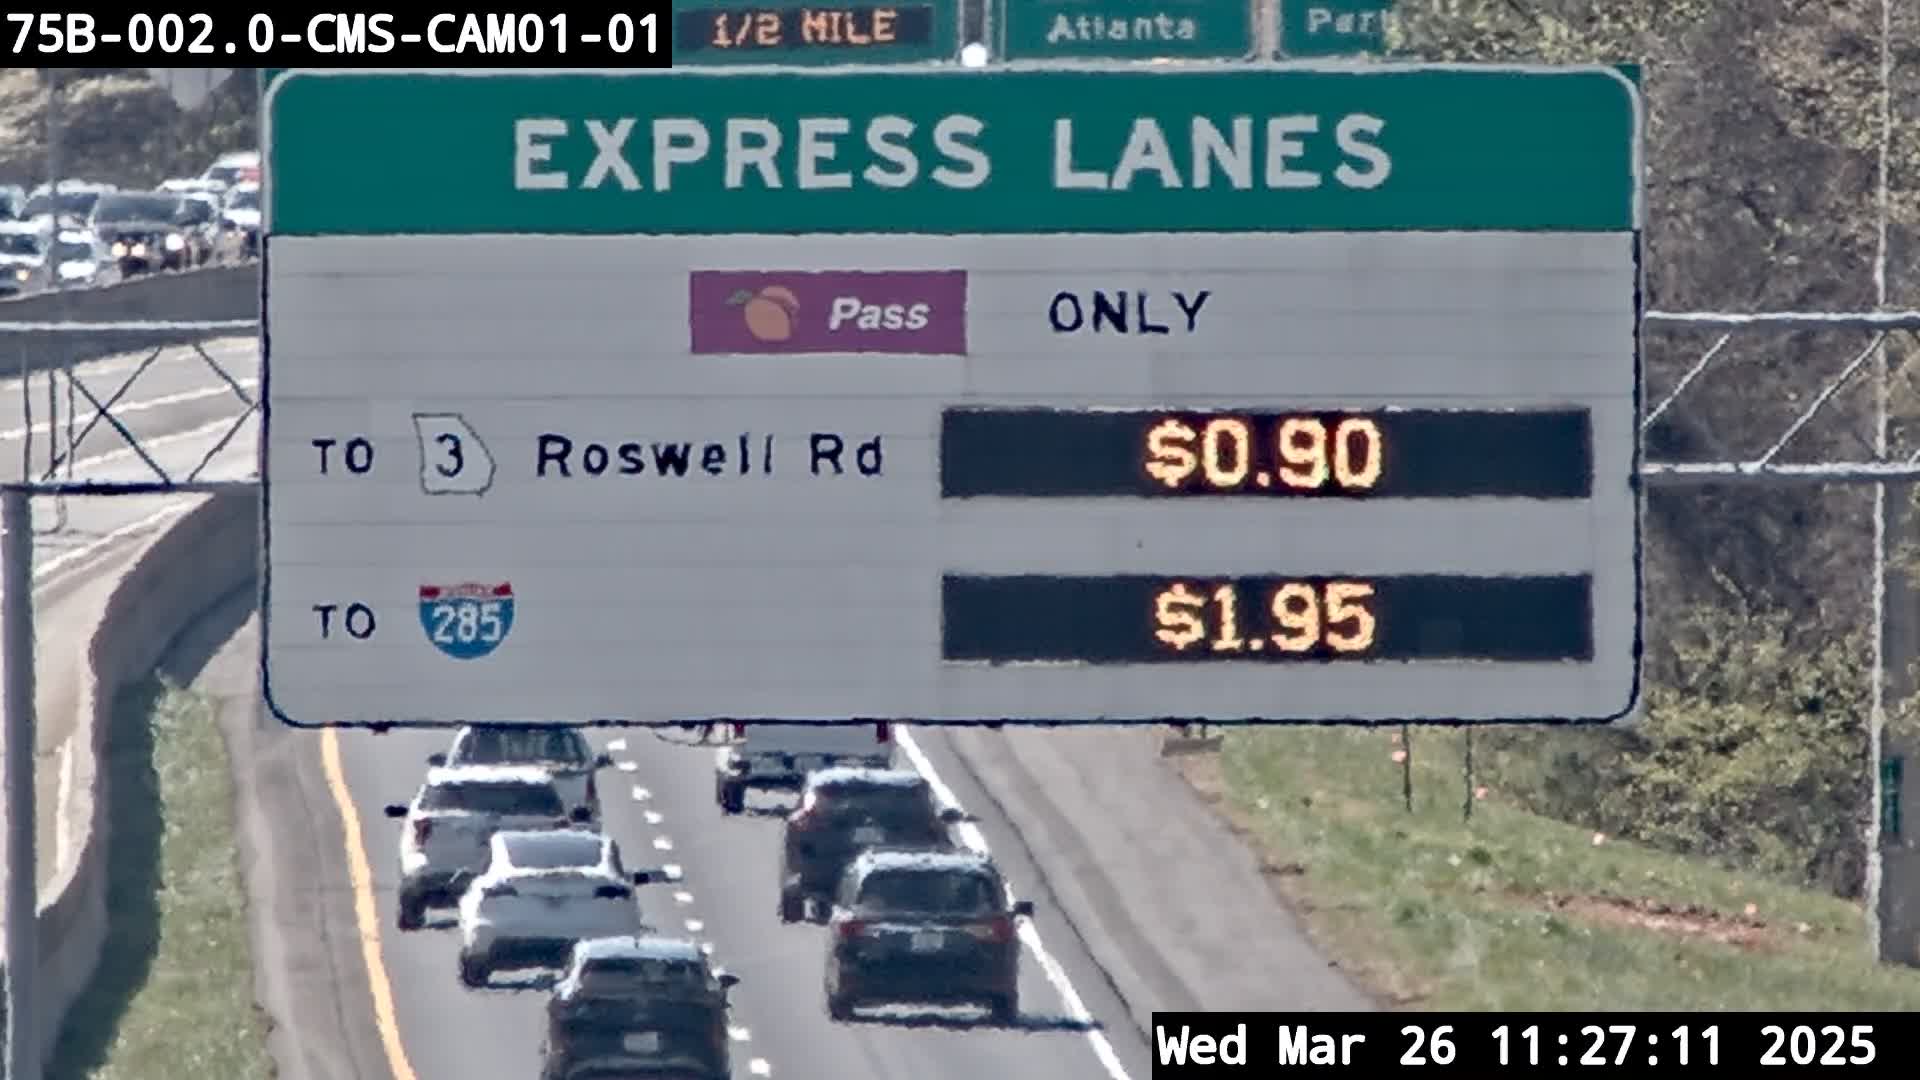 75B-002.0-CMS-CAM01-01
1/2 MILE
Atlanta
EXPRESS LANES
Pass ONLY
TO 3 Roswell Rd $0.90
TO 285 $1.95
Wed Mar 26 11:27:11 2025